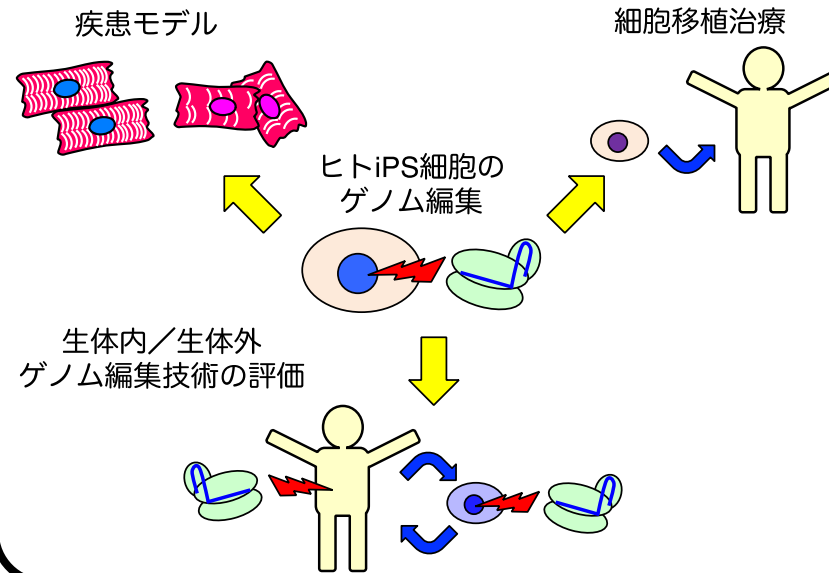 疾患モデル
細胞移植治療
ヒトiPS細胞の
ゲノム編集
生体内／生体外
ゲノム編集技術の評価